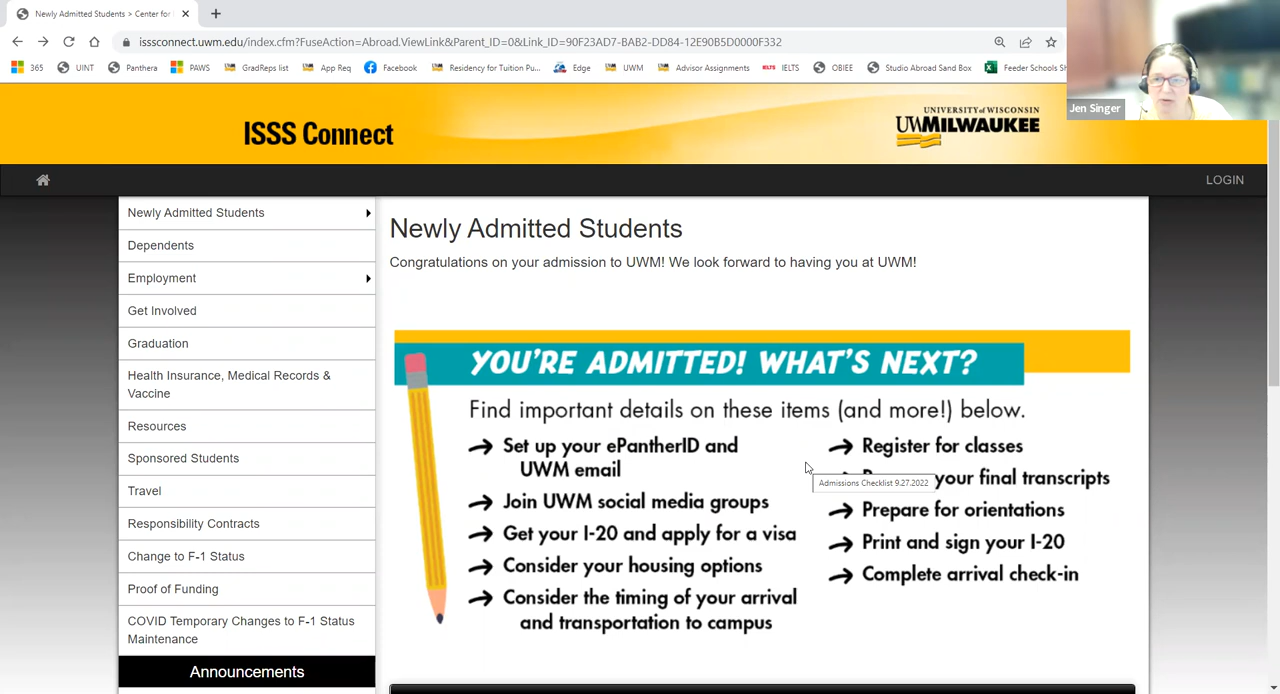 Newly Admitted Students > Center for
isssconnect.uwm.edu/index.cfm?FuseAction=Abroad.ViewLink&Parent_ID=0&Link_ID=90F23AD7-BAB2-DD84-12E90B5D0000F332
365 UINT Panthera PAWS GradReps list App Req Facebook Residency for Tuition Pu... Edge UWM Advisor Assignments IELTS IELTS OBIEE Studio Abroad Sand Box Feeder Schools
Jen Singer
ISSS Connect
UNIVERSITY of WISCONSIN
UWMILWAUKEE
LOGIN
Newly Admitted Students
Dependents
Employment
Get Involved
Graduation
Health Insurance, Medical Records &
Vaccine
Resources
Sponsored Students
Travel
Responsibility Contracts
Change to F-1 Status
Proof of Funding
COVID Temporary Changes to F-1 Status
Maintenance
Announcements
Newly Admitted Students
Congratulations on your admission to UWM! We look forward to having you at UWM!
YOU'RE ADMITTED! WHAT'S NEXT?
Find important details on these items (and more!) below.
Set up your ePantherID and
UWM email
Join UWM social media groups
Get your I-20 and apply for a visa
Consider your housing options
Consider the timing of your arrival
and transportation to campus
Register for classes
your final transcripts
Admissions Checklist 9.27.2022
Prepare for orientations
Print and sign your I-20
Complete arrival check-in